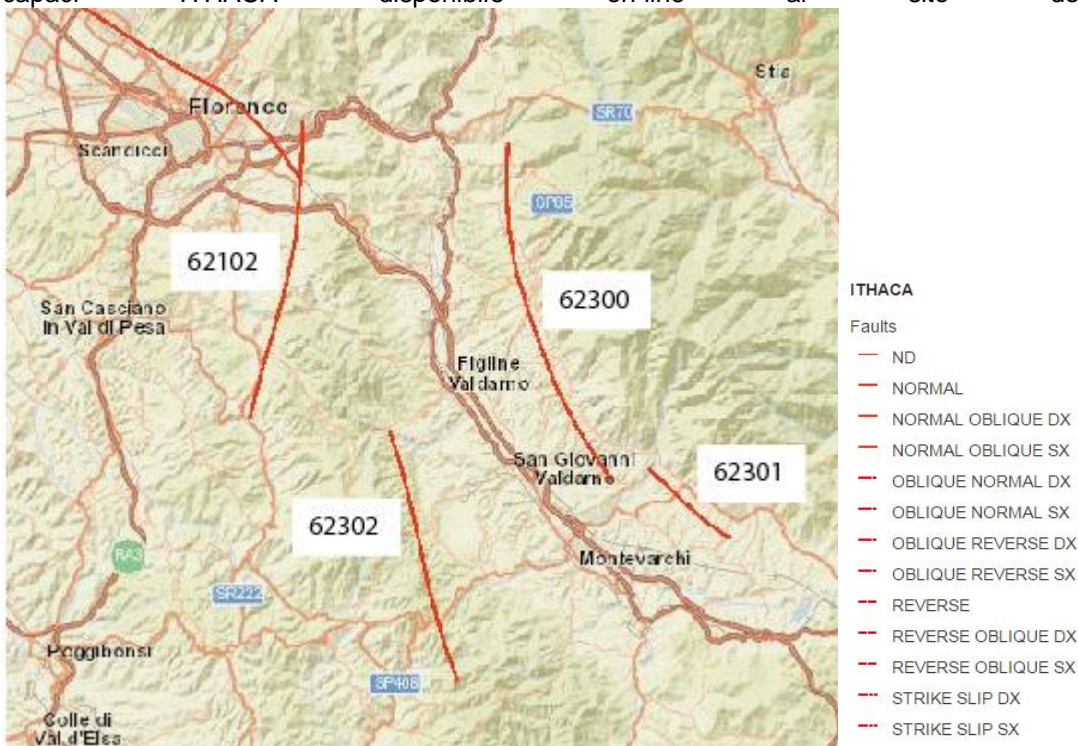 capaci ITHACA disponibile on-line al sito de
Stia
Florence
SR70
Scandicci
62102
62300
San Casciano
In Val di Pesa
Figline
Valdarno
San Giovanni
Valdarno
62301
62302
RA3
Montevarchi
SR222
Poggibonsi
SP408
Colle di
Val d'Elsa
ITHACA
Faults
ND
NORMAL
NORMAL OBLIQUE DX
NORMAL OBLIQUE SX
OBLIQUE NORMAL DX
OBLIQUE NORMAL SX
OBLIQUE REVERSE DX
OBLIQUE REVERSE SX
REVERSE
REVERSE OBLIQUE DX
REVERSE OBLIQUE SX
STRIKE SLIP DX
STRIKE SLIP SX